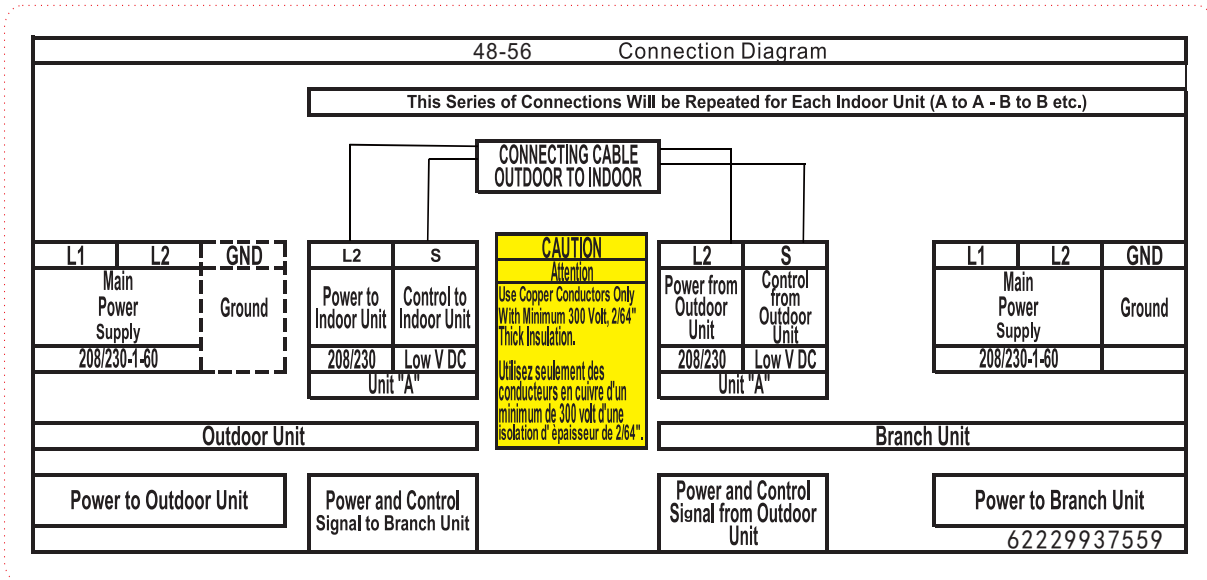 48-56 Connection Diagram
This Series of Connections Will be Repeated for Each Indoor Unit (A to A - B to B etc.)
CONNECTING CABLE
OUTDOOR TO INDOOR
L1 L2 GND
Main
Power
Supply
Ground
208/230-1-60
L2 S
Power to
Indoor Unit
Control to
Indoor Unit
208/230 Low V DC
Unit "A"
CAUTION
Attention
Use Copper Conductors Only
With Minimum 300 Volt, 2/64"
Thick Insulation.
Utilisez seulement des
conducteurs en cuivre d'un
minimum de 300 volt d'une
isolation d' èpaisseur de 2/64".
L2 S
Power from
Outdoor
Unit
Control
from
Outdoor
Unit
208/230 Low V DC
Unit "A"
L1 L2 GND
Main
Power
Supply
Ground
208/230-1-60
Outdoor Unit
Branch Unit
Power to Outdoor Unit
Power and Control
Signal to Branch Unit
Power and Control
Signal from Outdoor
Unit
Power to Branch Unit
62229937559